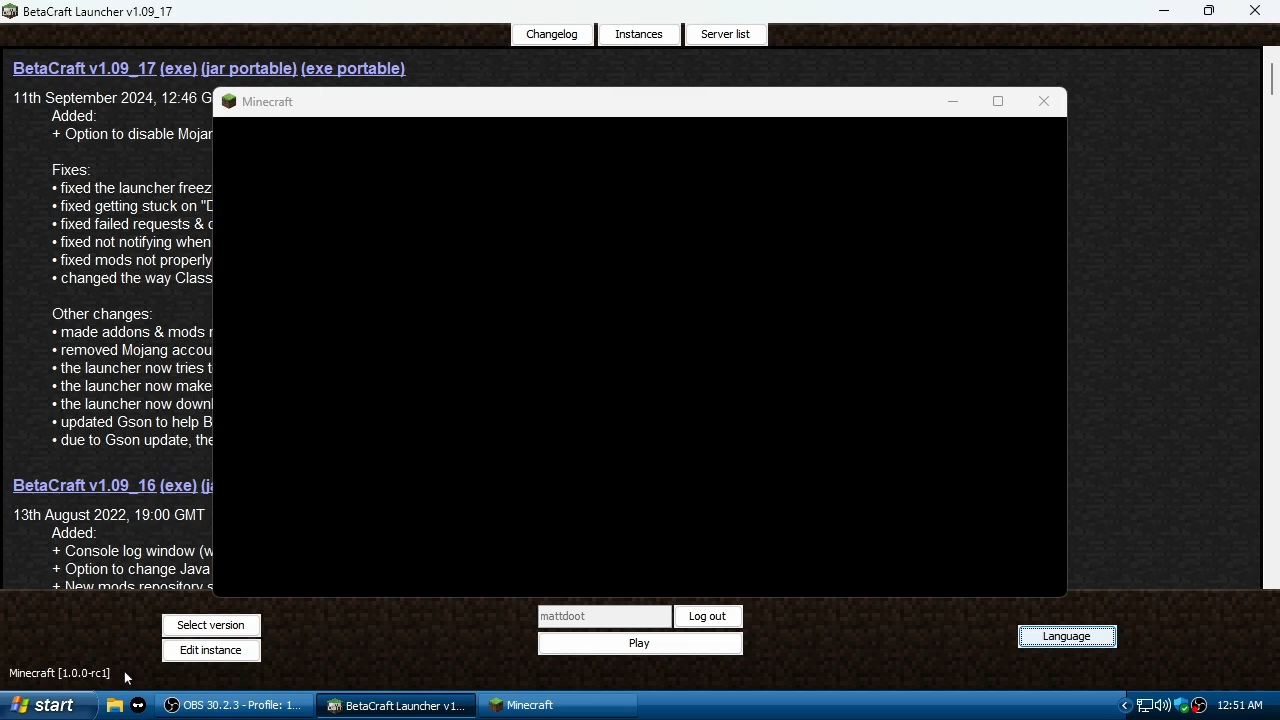 BetaCraft Launcher v1.09_17
Changelog
Instances
Server list
BetaCraft v1.09_17 (exe) (jar portable) (exe portable)
11th September 2024, 12:46 G
Added:
+ Option to disable Mojan
Fixes:
• fixed the launcher freez
• fixed getting stuck on "D
• fixed failed requests & c
• fixed not notifying when
• fixed mods not properly
• changed the way Class
Other changes:
• made addons & mods r
• removed Mojang accou
• the launcher now tries t
• the launcher now make
• the launcher now downl
• updated Gson to help B
• due to Gson update, the
BetaCraft v1.09_16 (exe) (ja
13th August 2022, 19:00 GMT
Added:
+ Console log window (w
+ Option to change Java
+ New mods repository s
Minecraft
Select version
Edit instance
mattdoot
Log out
Play
Language
Minecraft [1.0.0-rc1]
start
OBS 30.2.3 - Profile: 1...
BetaCraft Launcher v1...
Minecraft
12:51 AM